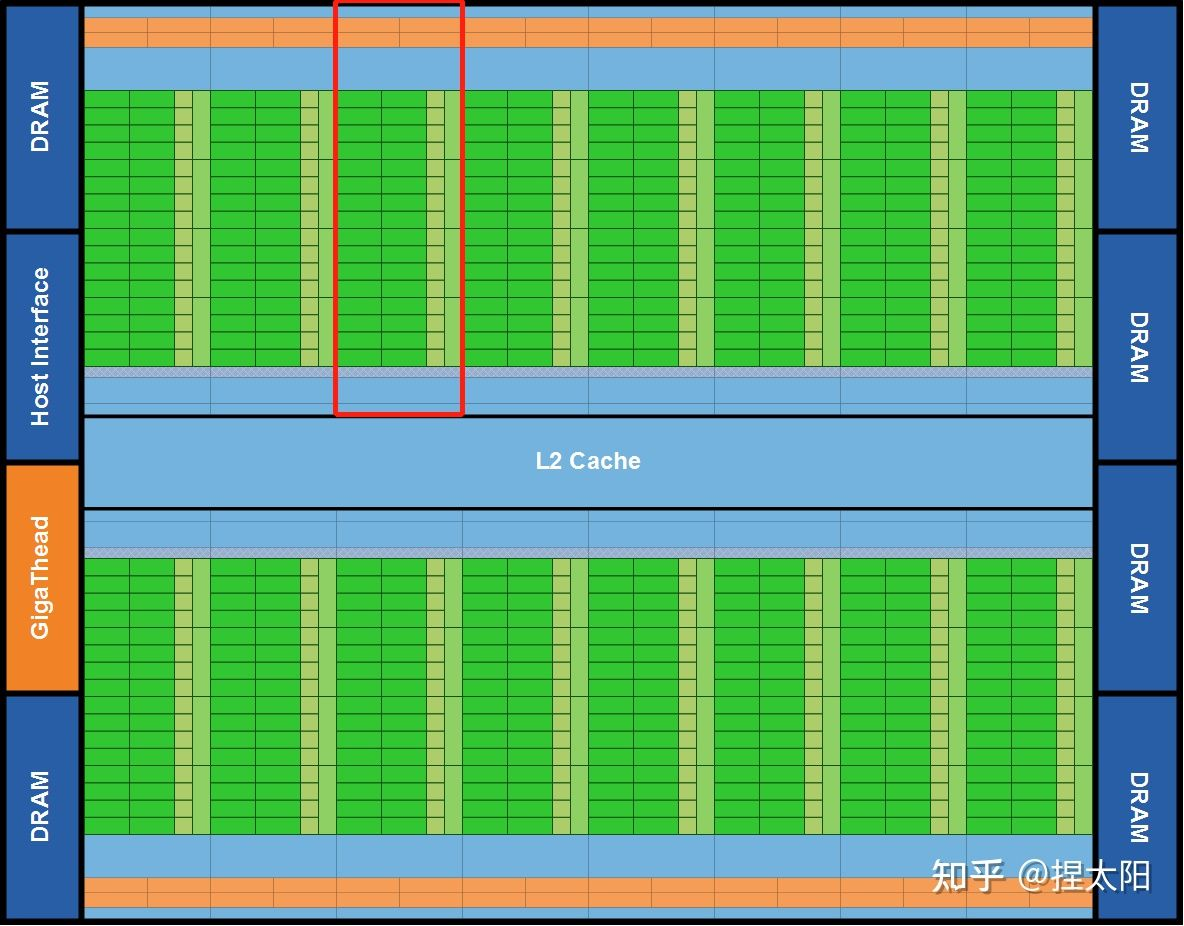 DRAM
Host Interface
GigaThead
DRAM
L2 Cache
DRAM
DRAM
DRAM
DRAM
知乎 @捏太阳